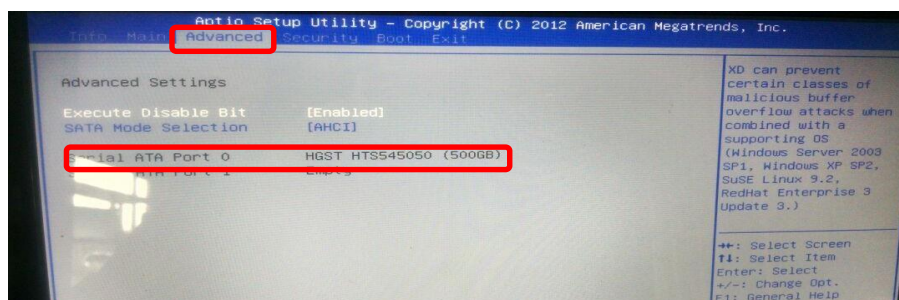 Aptio Setup Utility – Copyright (C) 2012 American Megatrends, Inc.
Info Main Advanced Security Boot Exit
Advanced Settings
Execute Disable Bit [Enabled]
SATA Mode Selection [AHCI]
Serial ATA Port 0 HGST HTS545050 (500GB)
ATA Port 1 Empty
XD can prevent
certain classes of
malicious buffer
overflow attacks when
combined with a
supporting OS
(Windows Server 2003
SP1, Windows XP SP2,
SuSE Linux 9.2,
RedHat Enterprise 3
Update 3.)
→←: Select Screen
↑↓: Select Item
Enter: Select
+/-: Change Opt.
F1: General Help